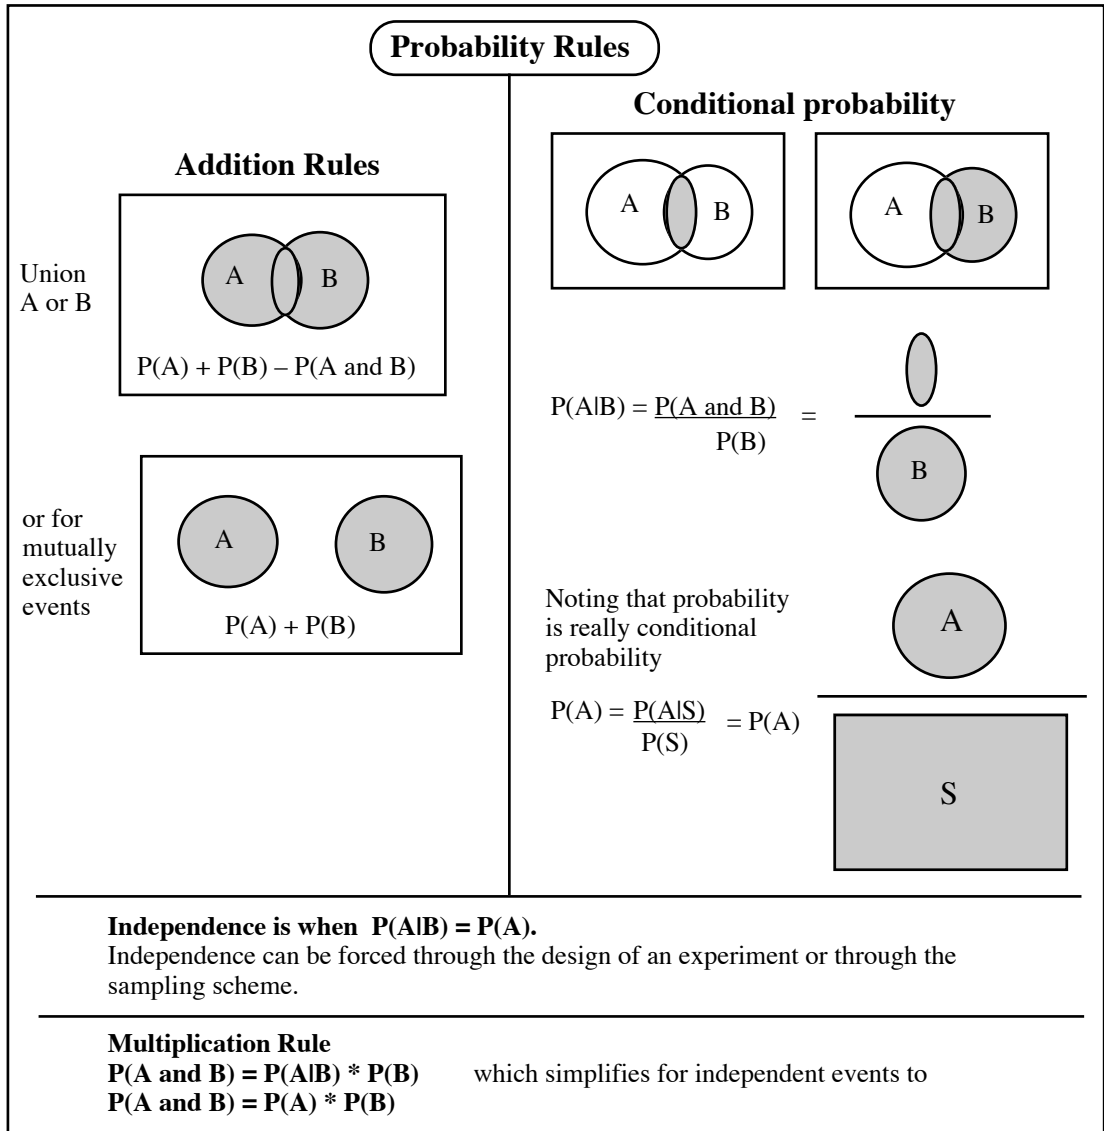 Probability Rules
Addition Rules
Union
A or B
A
B
P(A) + P(B) – P(A and B)
or for
mutually
exclusive
events
A
B
P(A) + P(B)
Conditional probability
A
B
A
B
P(A|B) = P(A and B)
P(B)
=
B
Noting that probability
is really conditional
probability
P(A) = P(A|S)
P(S)
= P(A)
A
S
Independence is when P(A|B) = P(A).
Independence can be forced through the design of an experiment or through the
sampling scheme.
Multiplication Rule
P(A and B) = P(A|B) * P(B) which simplifies for independent events to
P(A and B) = P(A) * P(B)